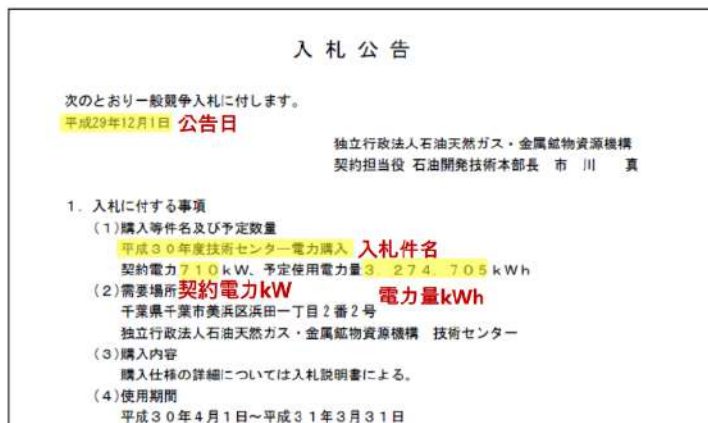 入札公告
次のとおり一般競争入札に付します。
平成29年12月1日 公告日
独立行政法人石油天然ガス・金属鉱物資源機構
契約担当役 石油開発技術本部長 市 川 真
1. 入札に付する事項
(1)購入等件名及び予定数量
平成30年度技術センター電力購入 入札件名
契約電力710kW、予定使用電力量3,274,705kWh
(2)需要場所 契約電力kW 電力量kWh
千葉県千葉市美浜区浜田一丁目2番2号
独立行政法人石油天然ガス・金属鉱物資源機構 技術センター
(3)購入内容
購入仕様の詳細については入札説明書による。
(4)使用期間
平成30年4月1日~平成31年3月31日